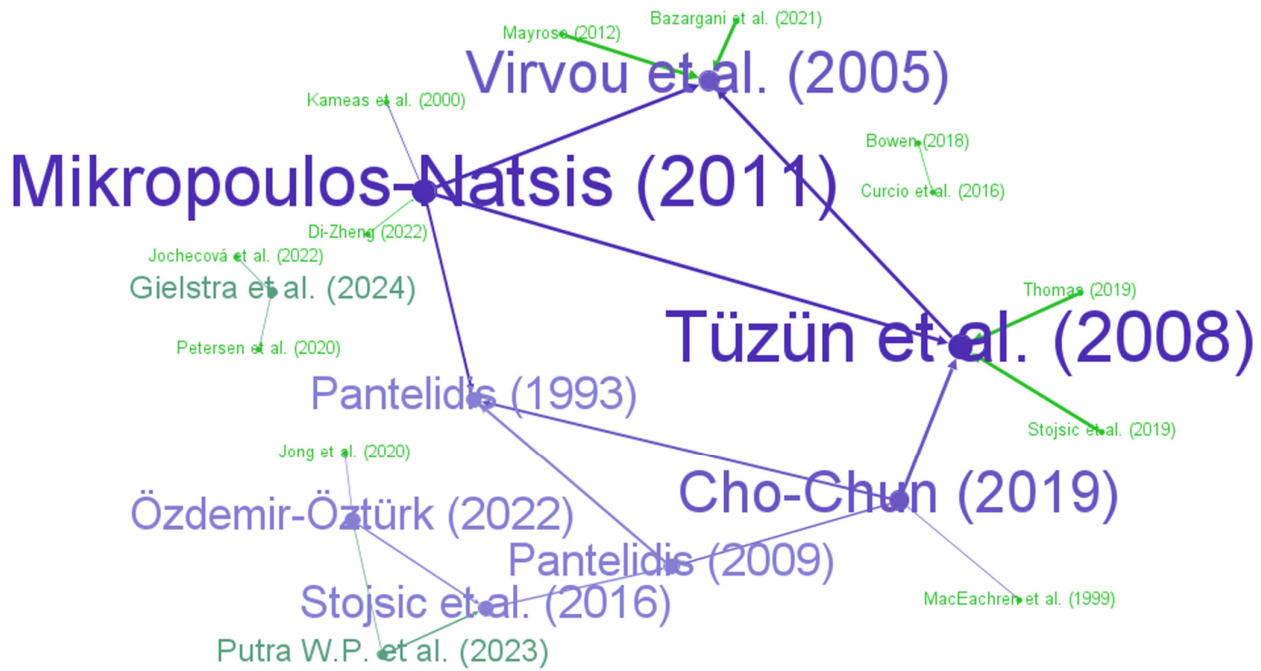 Bazargani et al. (2021)
Mayrose (2012)
Virvou et al. (2005)
Kameas et al. (2000)
Bowen (2018)
Mikropoulos-Natsis (2011)
Curcio et al. (2016)
Di-Zheng (2022)
Jochecová et al. (2022)
Gielstra et al. (2024)
Thomas (2019)
Tüzün et al. (2008)
Petersen et al. (2020)
Pantelidis (1993)
Stojsic et al. (2019)
Jong et al. (2020)
Cho-Chun (2019)
Özdemir-Öztürk (2022)
Pantelidis (2009)
Stojsic et al. (2016)
MacEachren et al. (1999)
Putra W.P. et al. (2023)